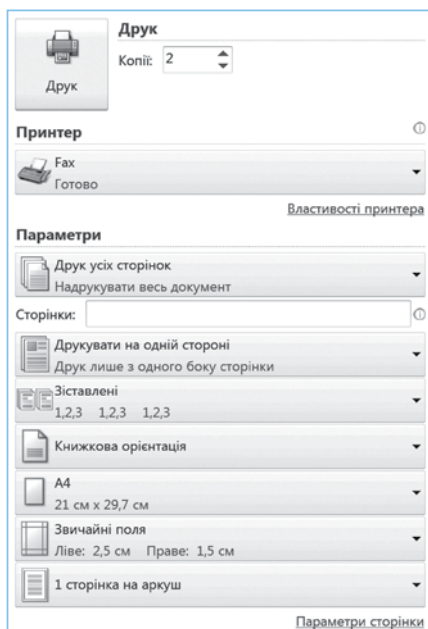 Друк
Копії: 2
Друк
Принтер
Fax
Готово
Властивості принтера
Параметри
Друк усіх сторінок
Надрукувати весь документ
Сторінки:
Друкувати на одній стороні
Друк лише з одного боку сторінки
Зіставлені
1,2,3 1,2,3 1,2,3
Книжкова орієнтація
A4
21 см x 29,7 см
Звичайні поля
Ліве: 2,5 см Праве: 1,5 см
1 сторінка на аркуш
Параметри сторінки